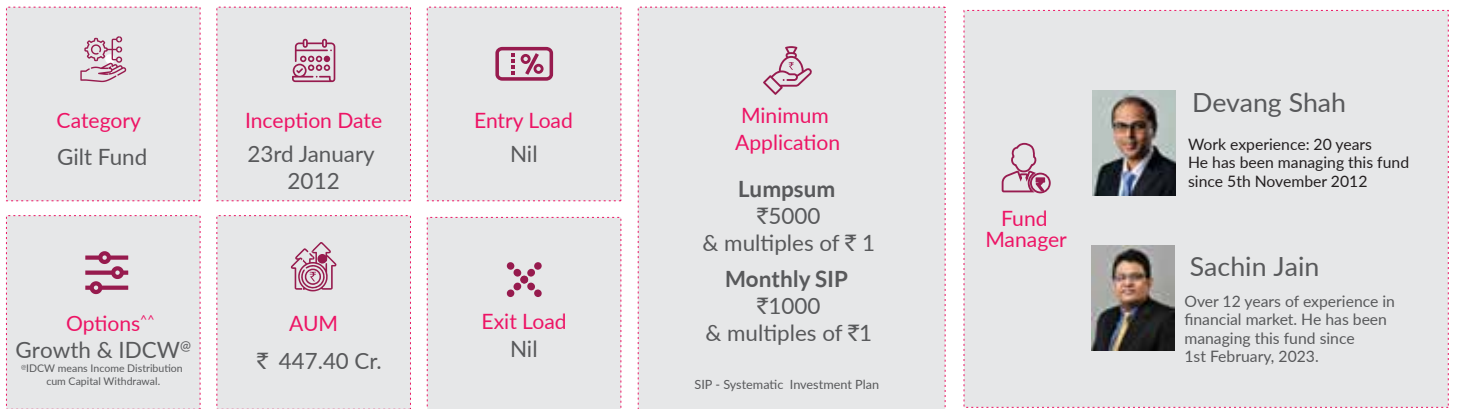 Category
Gilt Fund
Inception Date
23rd January
2012
Entry Load
Nil
Options^^
Growth & IDCW@
@IDCW means Income Distribution
cum Capital Withdrawal.
AUM
₹ 447.40 Cr.
Exit Load
Nil
Minimum
Application
Lumpsum
₹5000
& multiples of ₹ 1
Monthly SIP
₹1000
& multiples of ₹1
SIP - Systematic Investment Plan
Fund
Manager
Devang Shah
Work experience: 20 years
He has been managing this fund
since 5th November 2012
Sachin Jain
Over 12 years of experience in
financial market. He has been
managing this fund since
1st February, 2023.